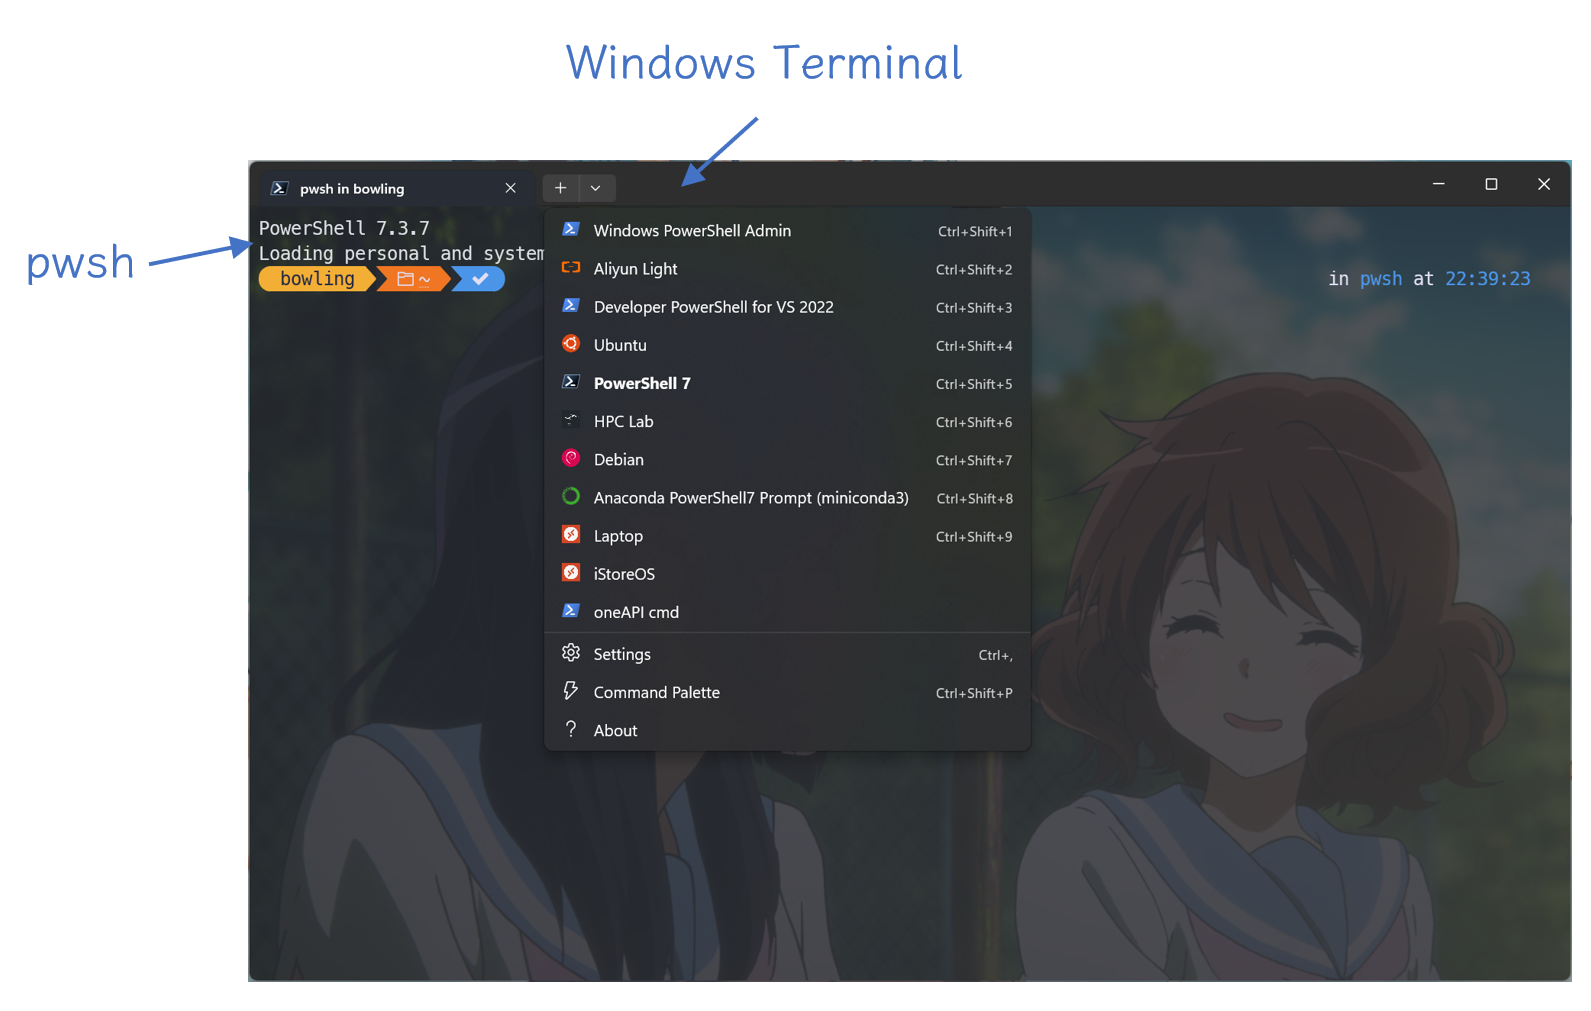 Windows Terminal
pwsh in bowling
pwsh
PowerShell 7.3.7
Loading personal and system
bowling ~
in pwsh at 22:39:23
Windows PowerShell Admin Ctrl+Shift+1
Aliyun Light Ctrl+Shift+2
Developer PowerShell for VS 2022 Ctrl+Shift+3
Ubuntu Ctrl+Shift+4
PowerShell 7 Ctrl+Shift+5
HPC Lab Ctrl+Shift+6
Debian Ctrl+Shift+7
Anaconda PowerShell7 Prompt (miniconda3) Ctrl+Shift+8
Laptop Ctrl+Shift+9
iStoreOS
oneAPI cmd
Settings Ctrl+,
Command Palette Ctrl+Shift+P
About